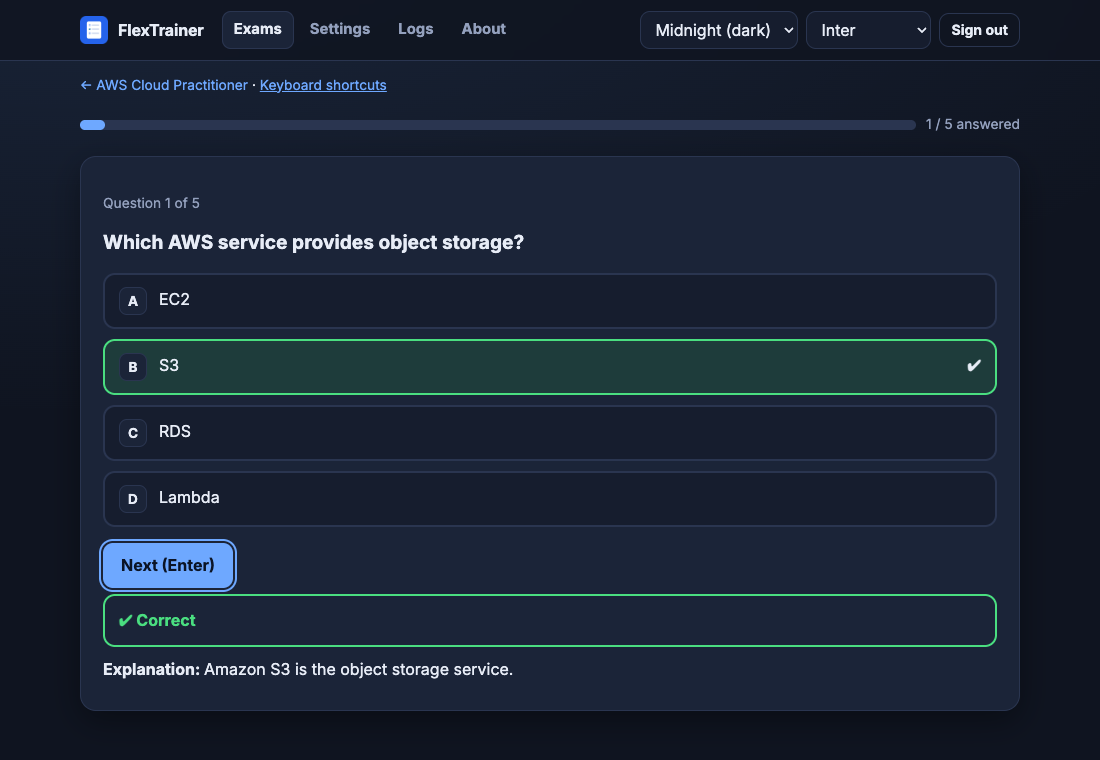 FlexTrainer Exams Settings Logs About Midnight (dark) Inter Sign out
← AWS Cloud Practitioner · Keyboard shortcuts
1 / 5 answered
Question 1 of 5
Which AWS service provides object storage?
A EC2
B S3 ✔
C RDS
D Lambda
Next (Enter)
✔ Correct
Explanation: Amazon S3 is the object storage service.